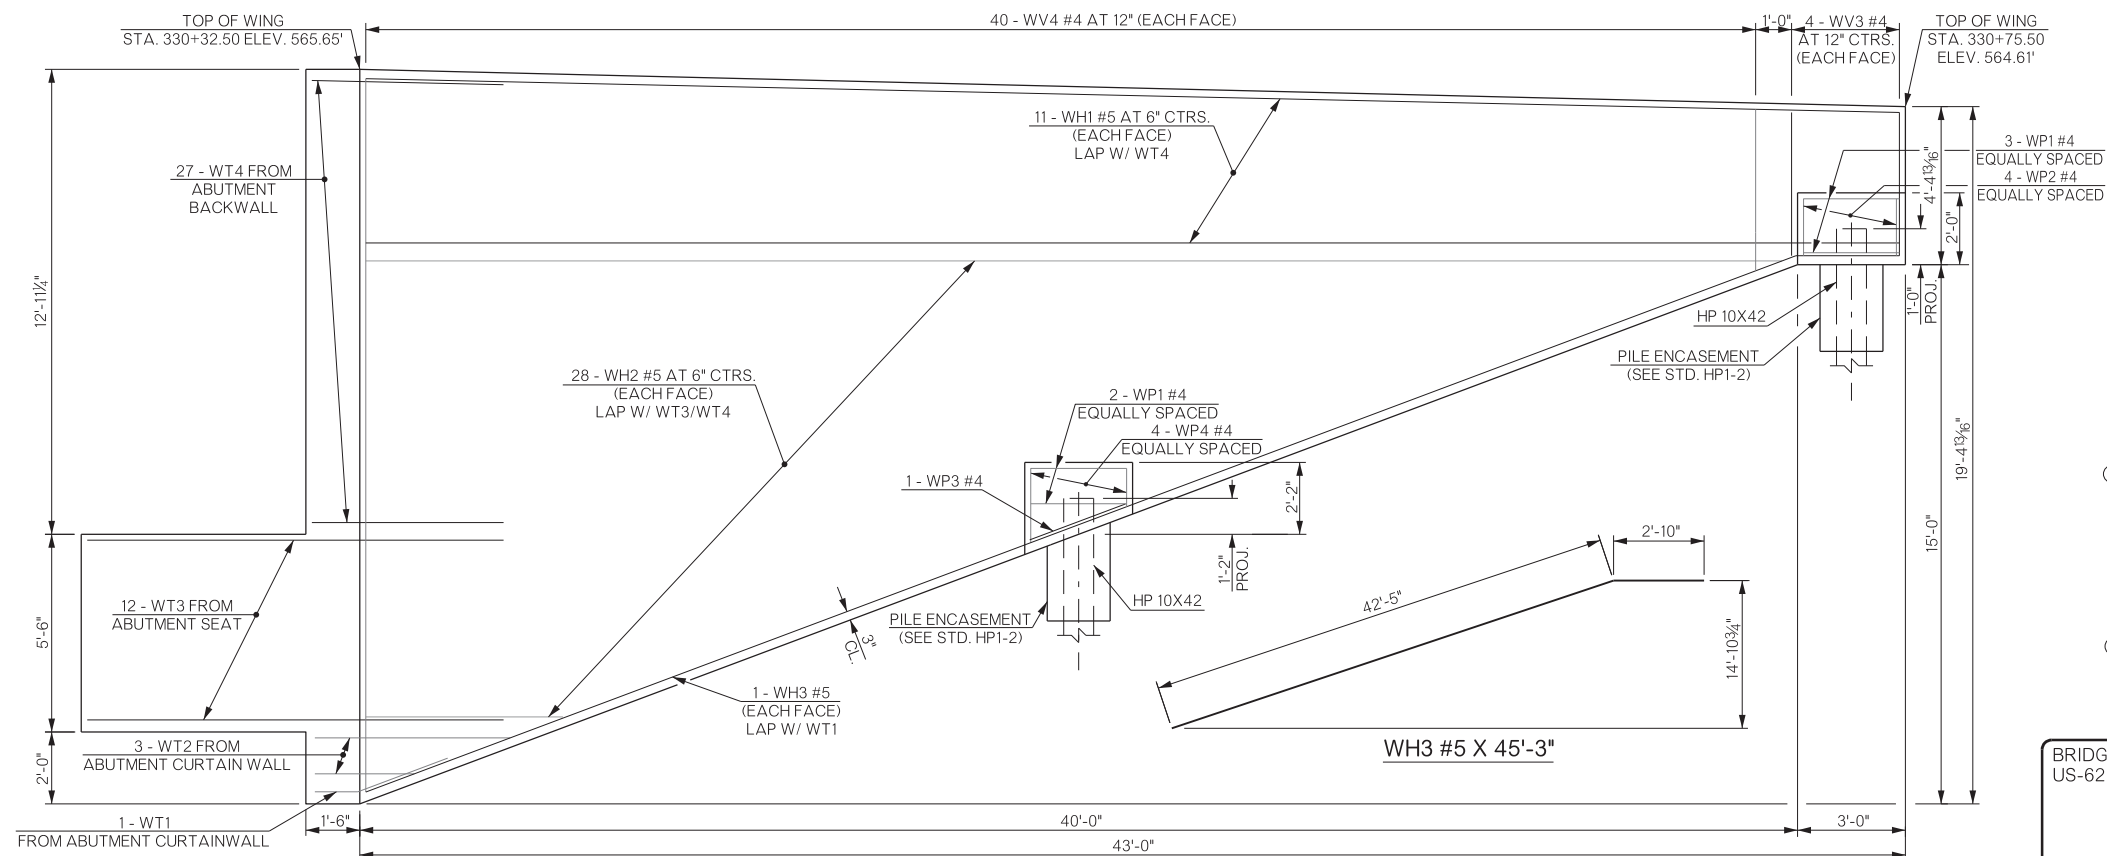 TOP OF WING
STA. 330+32.50 ELEV. 565.65'
40 - WV4 #4 AT 12" (EACH FACE)
1'-0"
4 - WV3 #4
AT 12" CTRS.
(EACH FACE)
TOP OF WING
STA. 330+75.50
ELEV. 564.61'
11 - WH1 #5 AT 6" CTRS.
(EACH FACE)
LAP W/ WT4
27 - WT4 FROM
ABUTMENT
BACKWALL
3 - WP1 #4
EQUALLY SPACED
4 - WP2 #4
EQUALLY SPACED
4'-4 13/16"
2'-0"
12'-11 1/4"
1'-0"
PROJ.
HP 10X42
PILE ENCASEMENT
(SEE STD. HP1-2)
28 - WH2 #5 AT 6" CTRS.
(EACH FACE)
LAP W/ WT3/WT4
2 - WP1 #4
EQUALLY SPACED
4 - WP4 #4
EQUALLY SPACED
1 - WP3 #4
2'-2"
19'-4 13/16"
15'-0"
1'-2"
PROJ.
HP 10X42
2'-10"
42'-5"
14'-10 3/4"
12 - WT3 FROM
ABUTMENT SEAT
5'-6"
PILE ENCASEMENT
(SEE STD. HP1-2)
3"
CL.
1 - WH3 #5
(EACH FACE)
LAP W/ WT1
WH3 #5 X 45'-3"
3 - WT2 FROM
ABUTMENT CURTAIN WALL
2'-0"
BRIDG
US-62
1 - WT1
FROM ABUTMENT CURTAINWALL
1'-6"
40'-0"
3'-0"
43'-0"